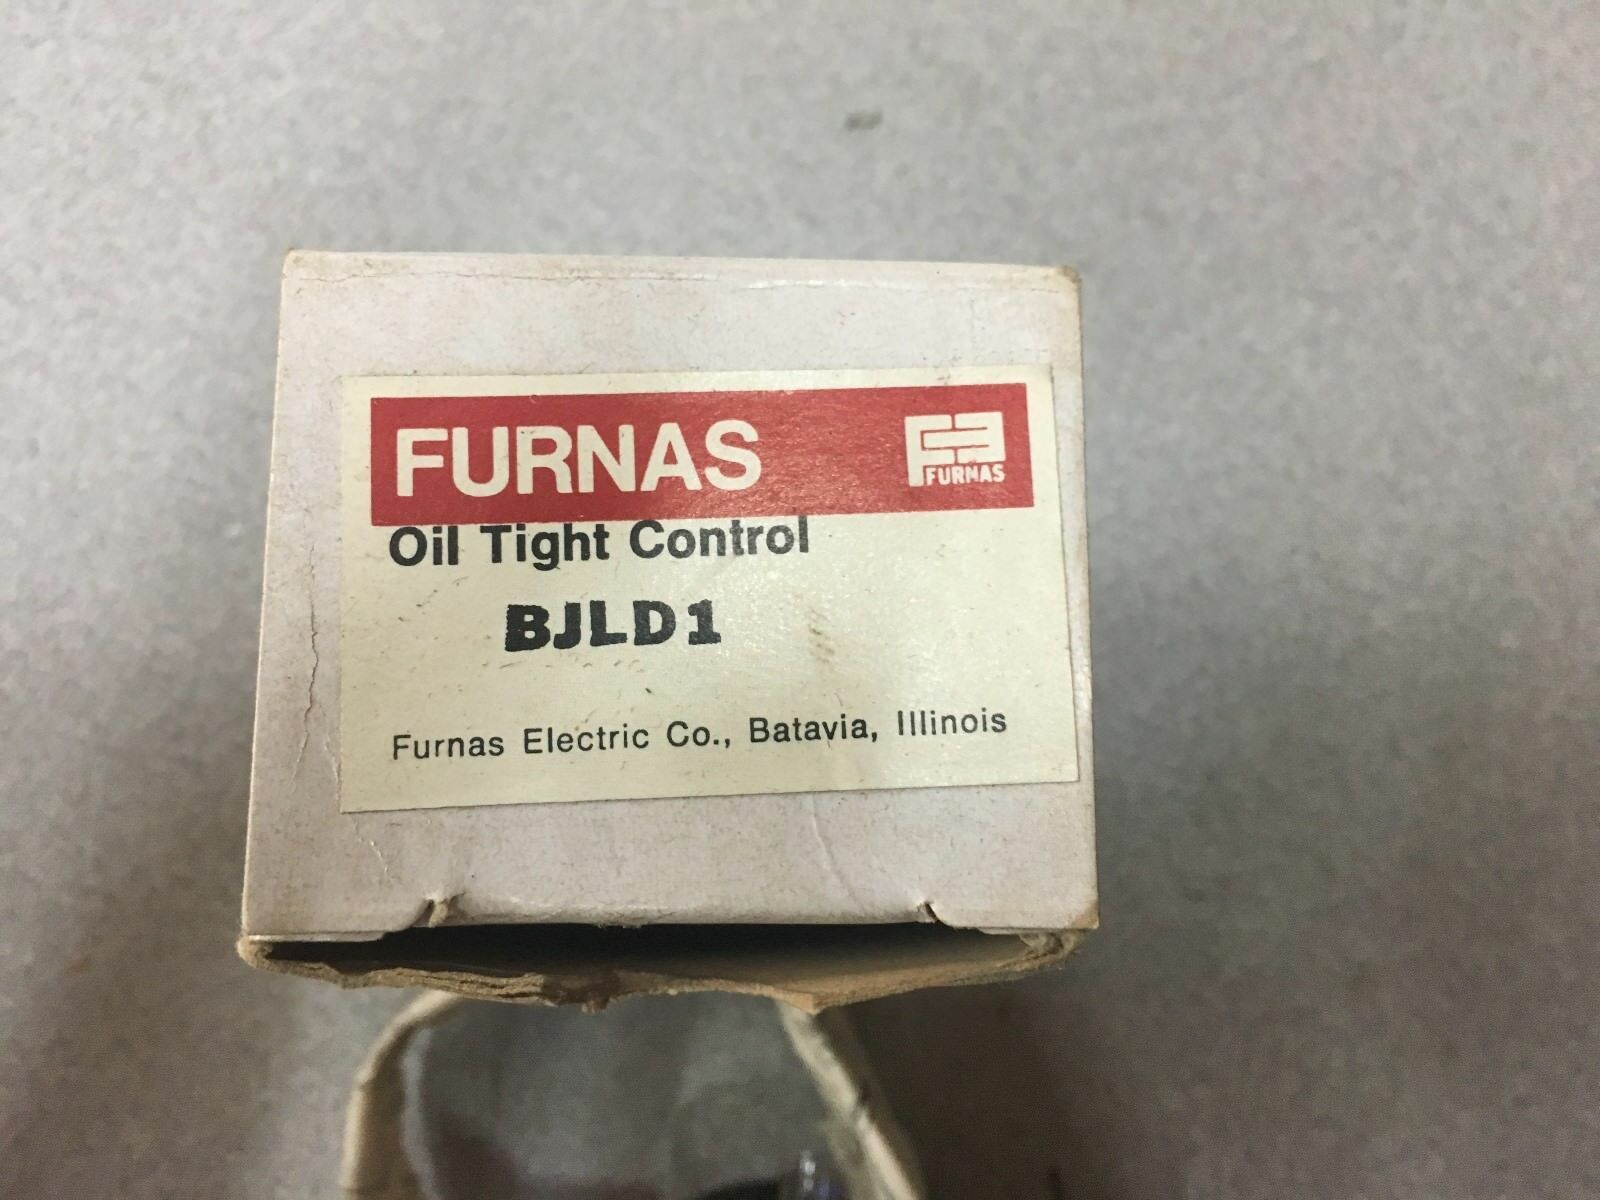 FURNAS
FURNAS
Oil Tight Control
BJLD1
Furnas Electric Co., Batavia, Illinois